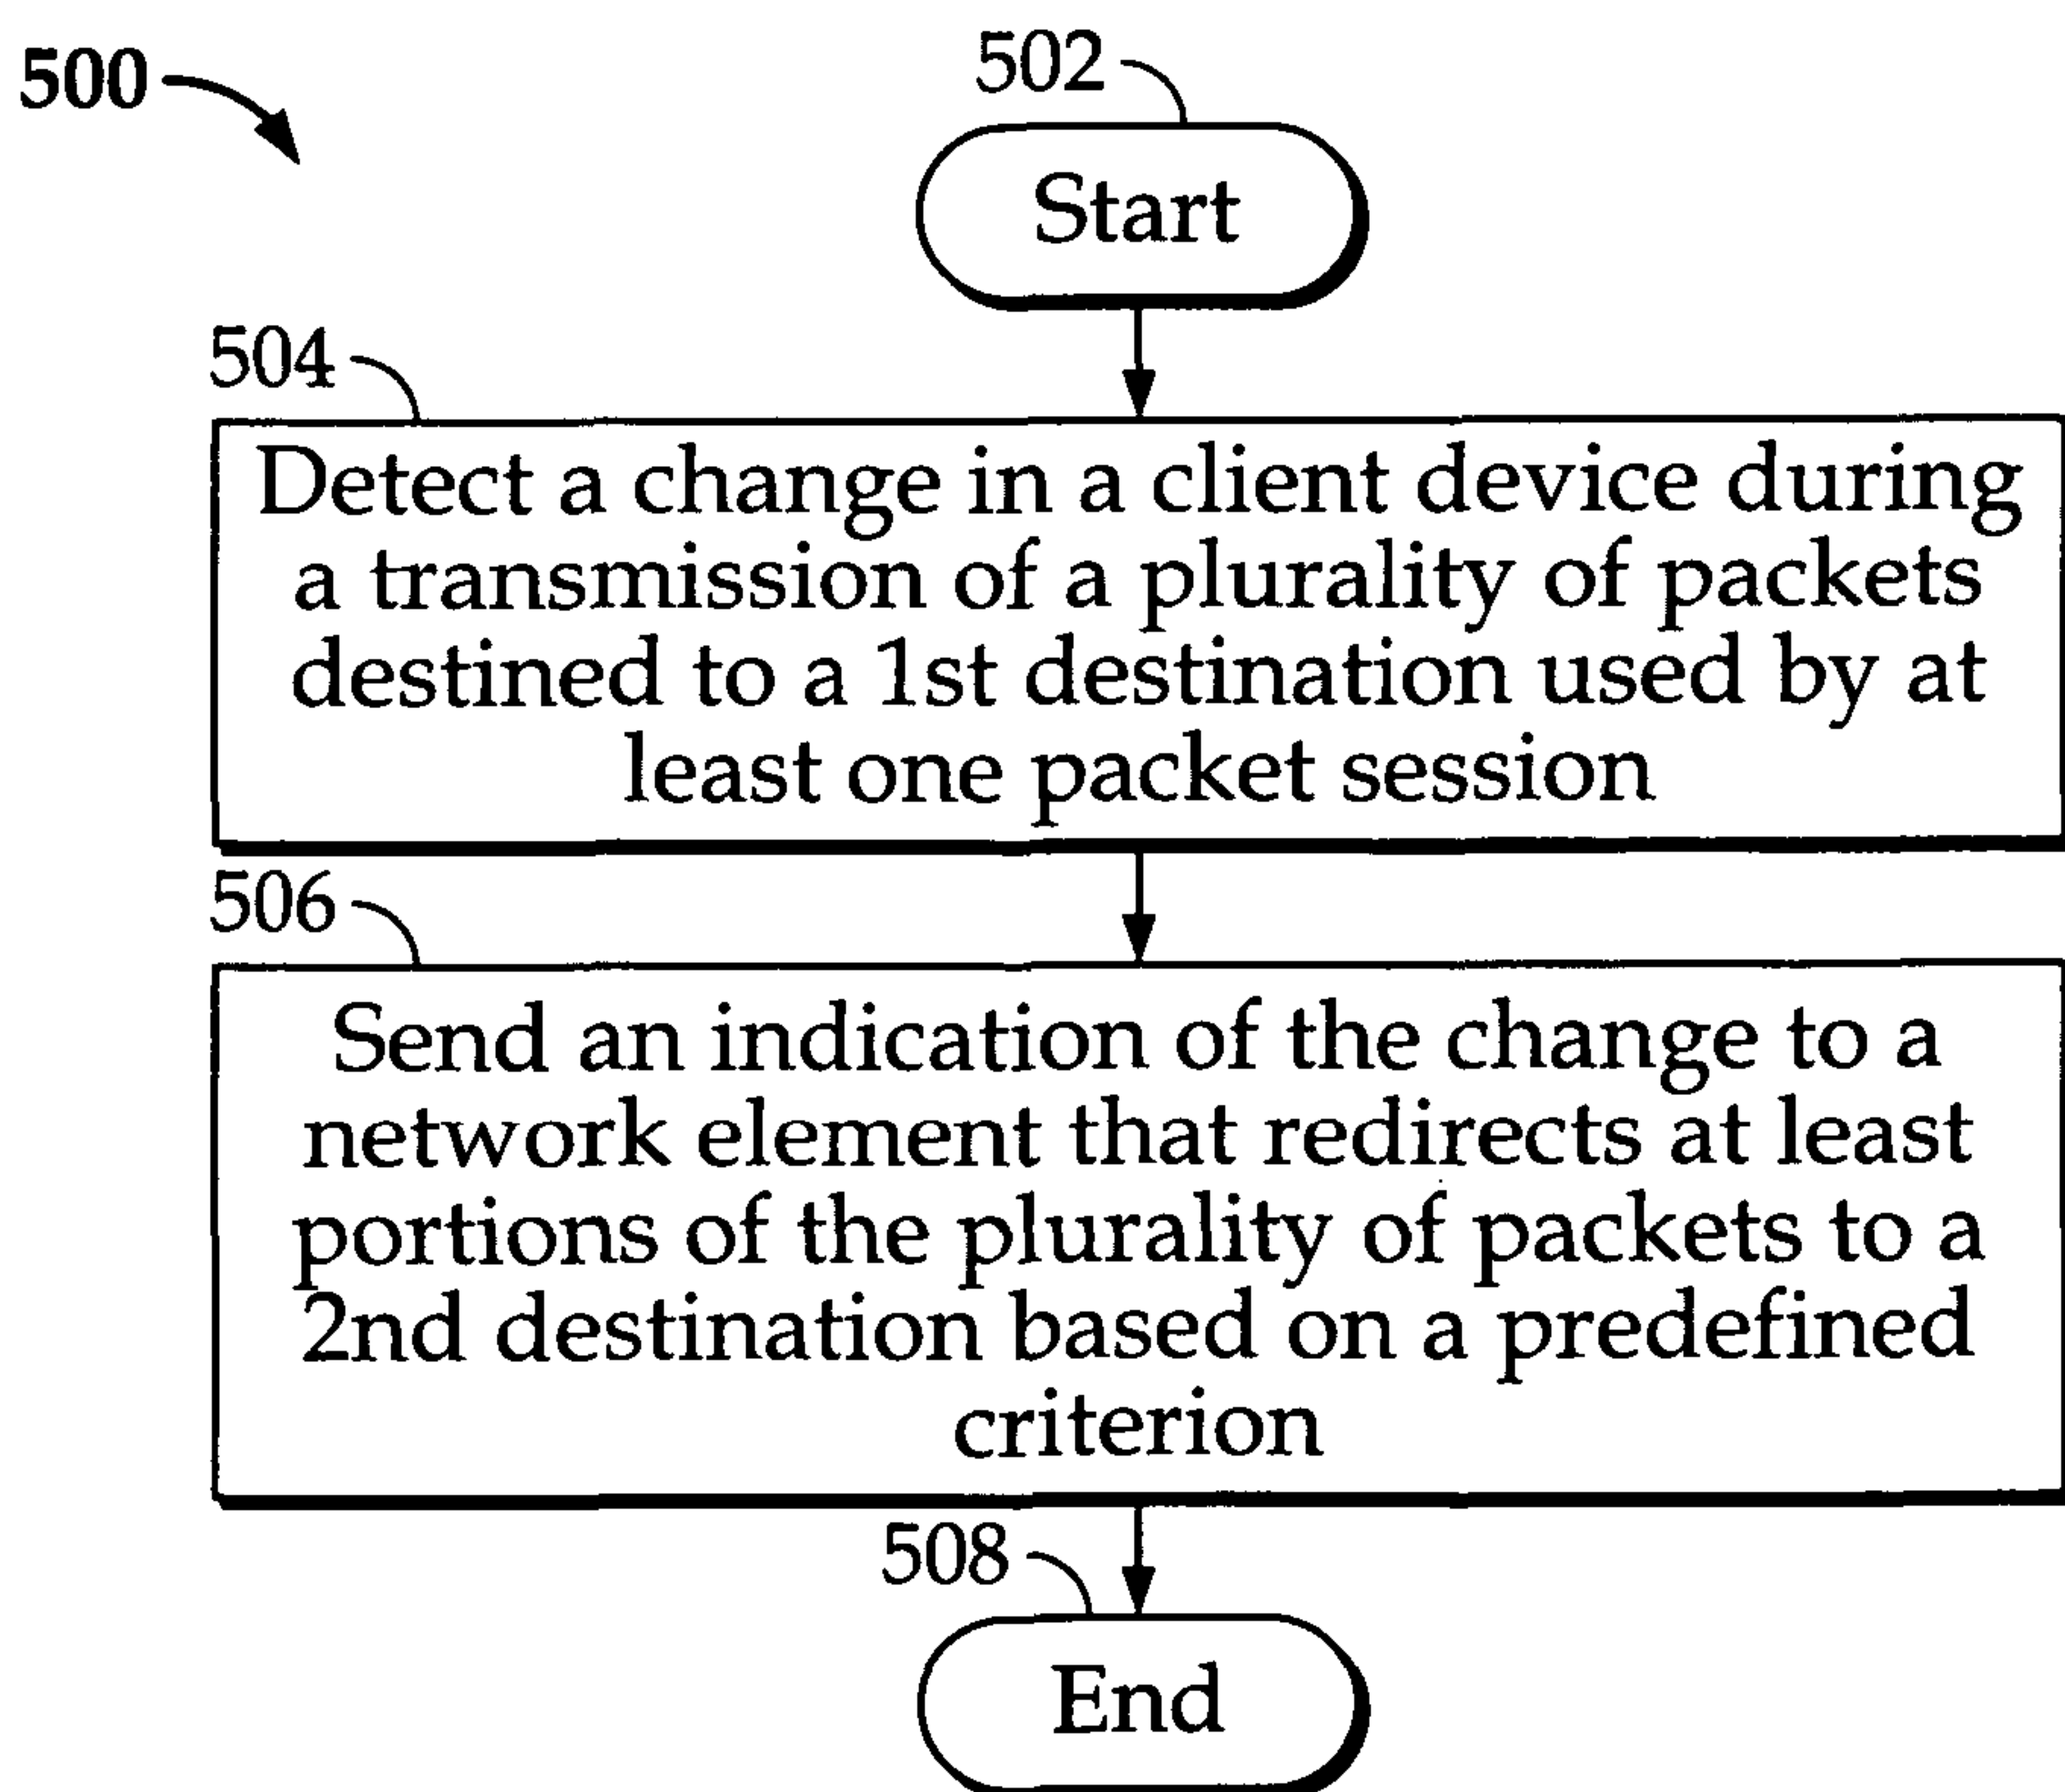 500
502
Start
504
Detect a change in a client device during
a transmission of a plurality of packets
destined to a 1st destination used by at
least one packet session
506
Send an indication of the change to a
network element that redirects at least
portions of the plurality of packets to a
2nd destination based on a predefined
criterion
508
End